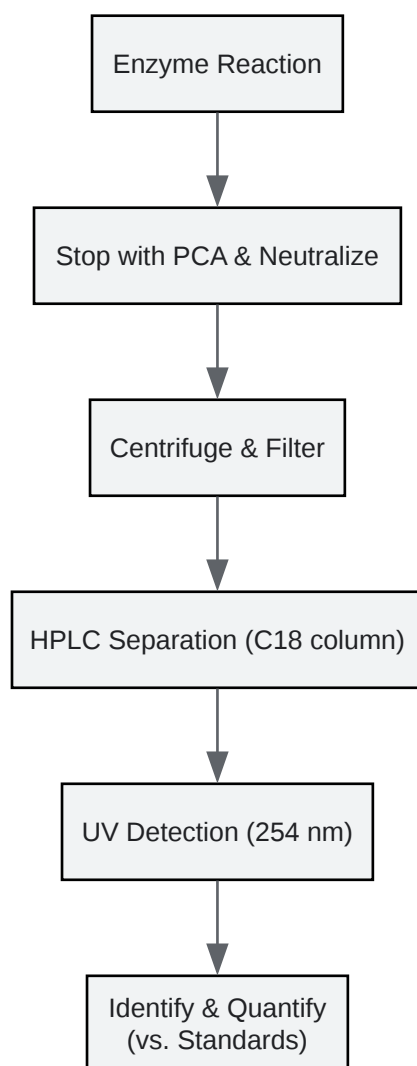 Enzyme Reaction
Stop with PCA & Neutralize
Centrifuge & Filter
HPLC Separation (C18 column)
UV Detection (254 nm)
Identify & Quantify
(vs. Standards)